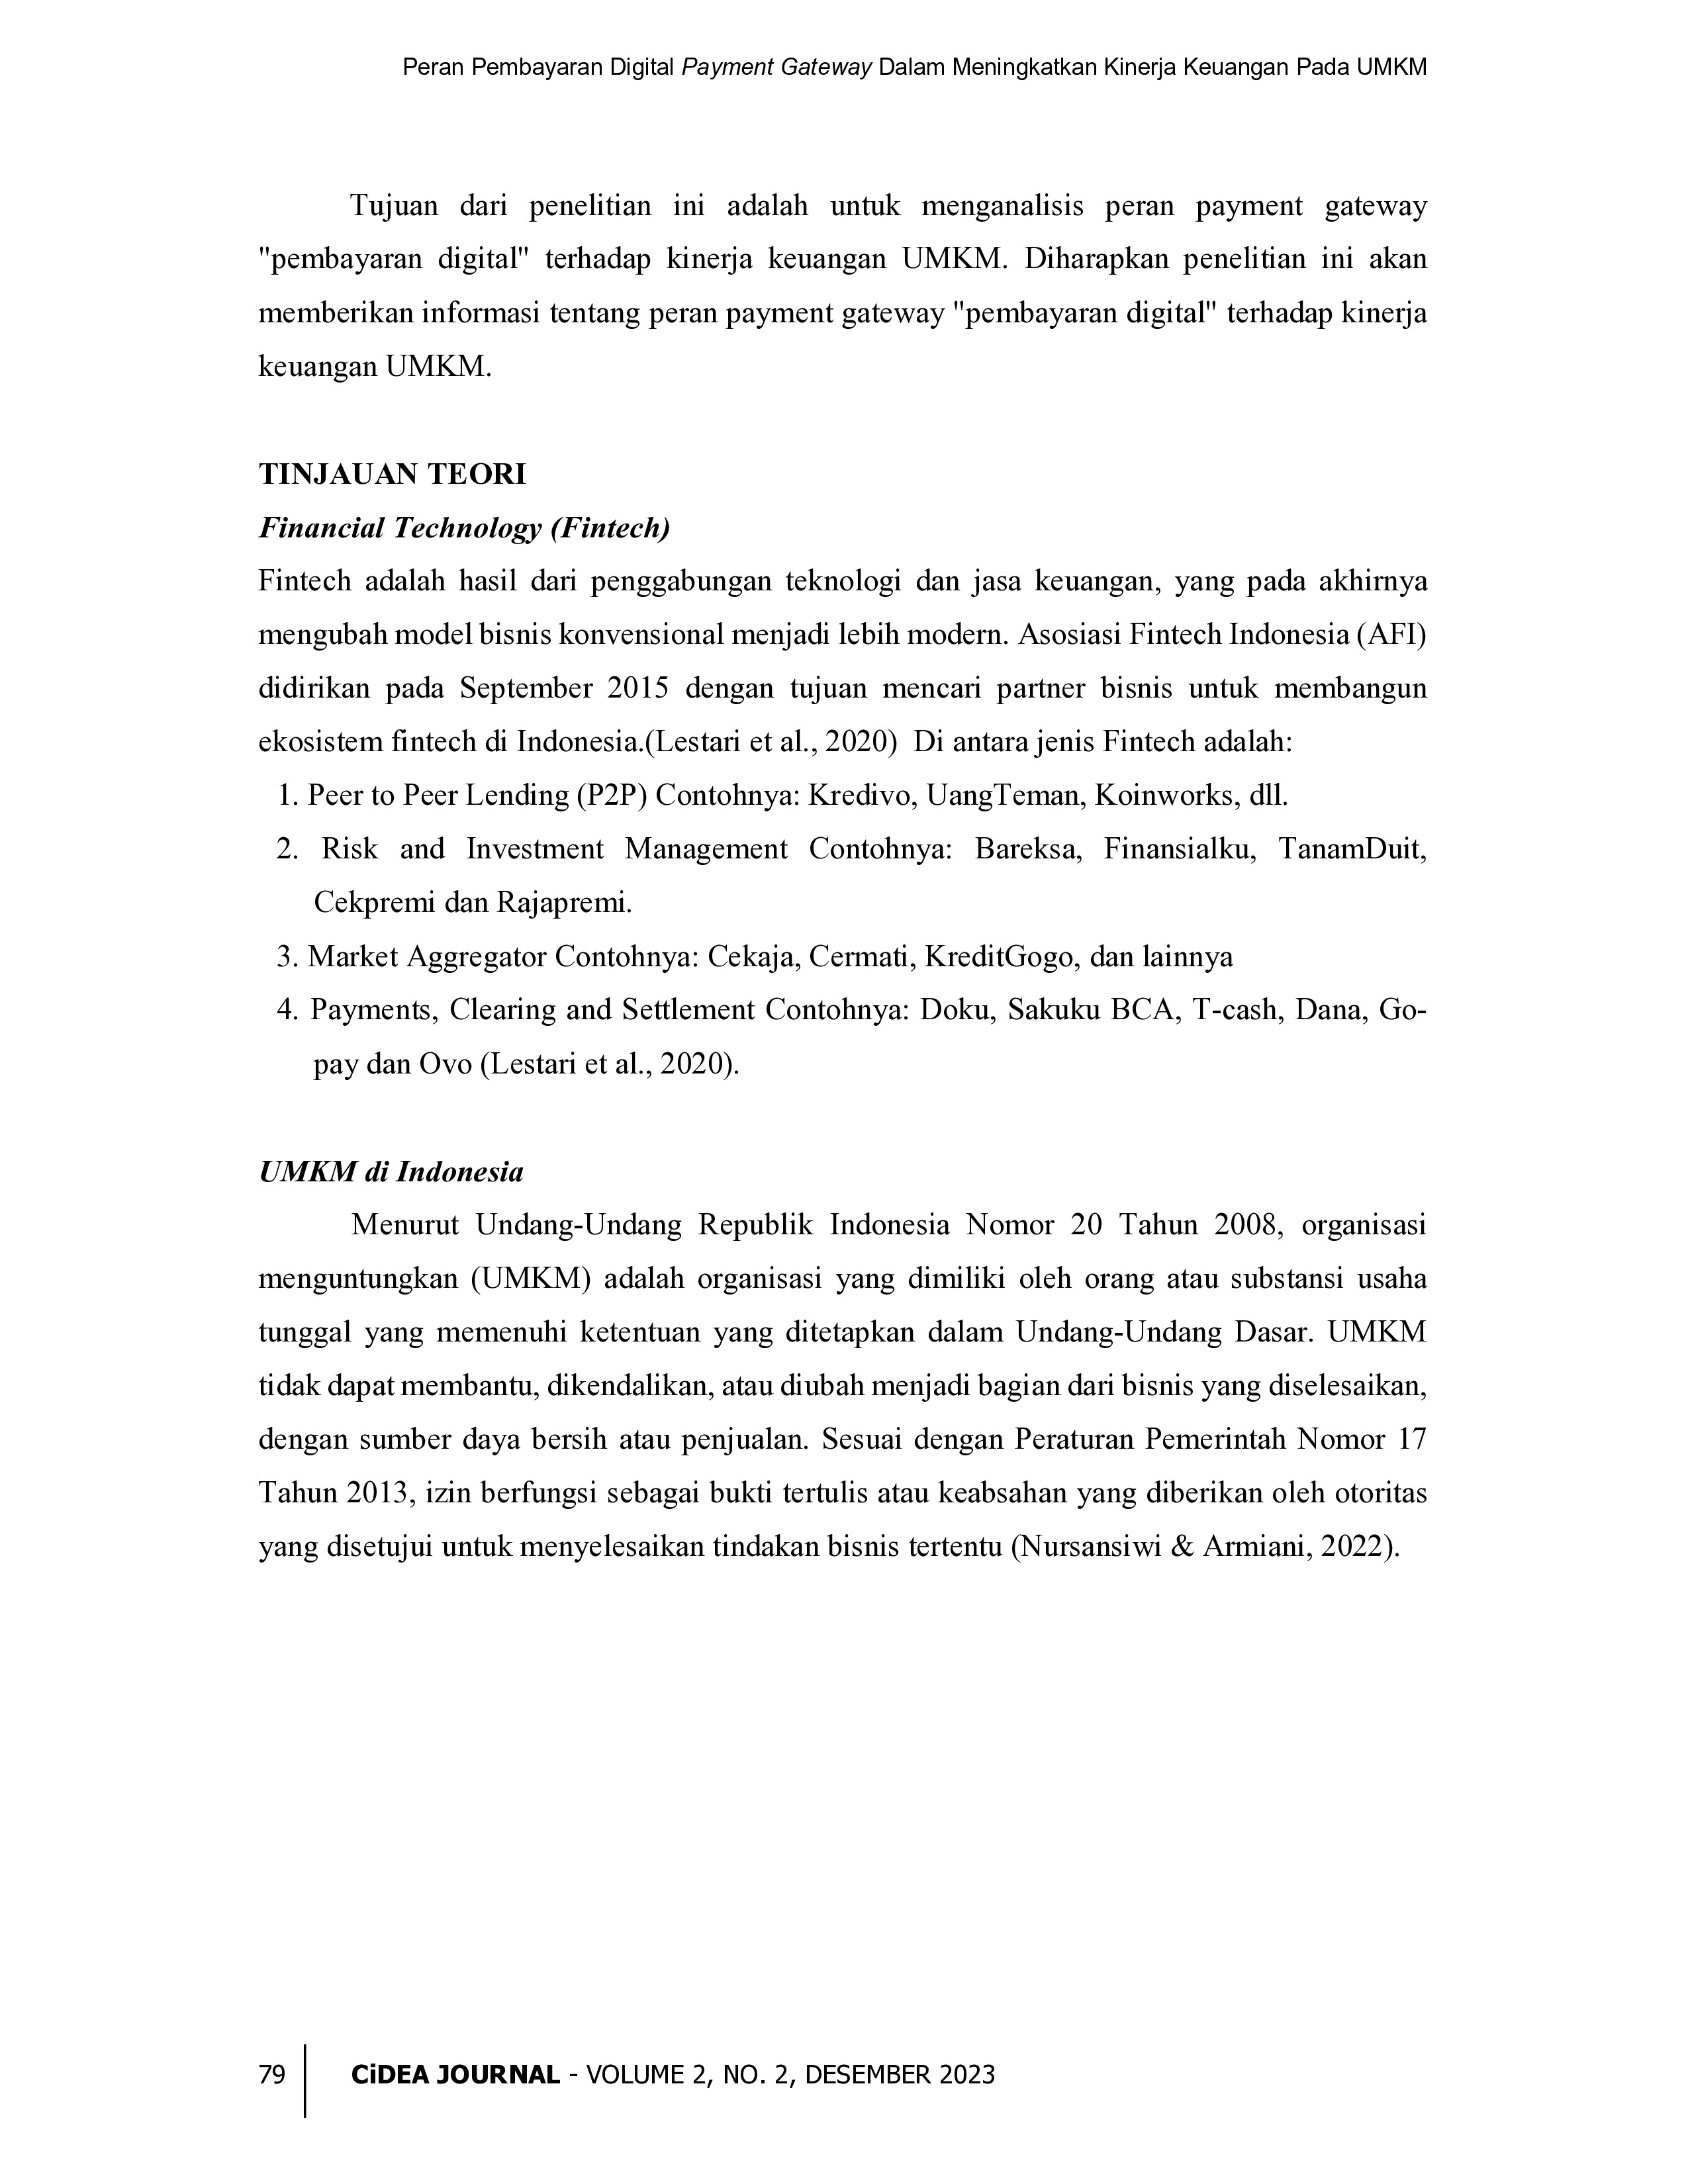 Peran Pembayaran Digital Payment Gateway Dalam Meningkatkan Kinerja Keuangan Pada UMKM
Tujuan dari penelitian ini adalah untuk menganalisis peran payment gateway
"pembayaran digital" terhadap kinerja keuangan UMKM. Diharapkan penelitian ini akan
memberikan informasi tentang peran payment gateway "pembayaran digital" terhadap kinerja
keuangan UMKM.
TINJAUAN TEORI
Financial Technology (Fintech)
Fintech adalah hasil dari penggabungan teknologi dan jasa keuangan, yang pada akhirnya
mengubah model bisnis konvensional menjadi lebih modern. Asosiasi Fintech Indonesia (AFI)
didirikan pada September 2015 dengan tujuan mencari partner bisnis untuk membangun
ekosistem fintech di Indonesia.(Lestari et al., 2020)  Di antara jenis Fintech adalah:
1. Peer to Peer Lending (P2P) Contohnya: Kredivo, UangTeman, Koinworks, dll.
2. Risk and Investment Management Contohnya: Bareksa, Finansialku, TanamDuit,
Cekpremi dan Rajapremi.
3. Market Aggregator Contohnya: Cekaja, Cermati, KreditGogo, dan lainnya
4. Payments, Clearing and Settlement Contohnya: Doku, Sakuku BCA, T-cash, Dana, Go-
pay dan Ovo (Lestari et al., 2020).
UMKM di Indonesia
Menurut Undang-Undang Republik Indonesia Nomor 20 Tahun 2008, organisasi
menguntungkan (UMKM) adalah organisasi yang dimiliki oleh orang atau substansi usaha
tunggal yang memenuhi ketentuan yang ditetapkan dalam Undang-Undang Dasar. UMKM
tidak dapat membantu, dikendalikan, atau diubah menjadi bagian dari bisnis yang diselesaikan,
dengan sumber daya bersih atau penjualan. Sesuai dengan Peraturan Pemerintah Nomor 17
Tahun 2013, izin berfungsi sebagai bukti tertulis atau keabsahan yang diberikan oleh otoritas
yang disetujui untuk menyelesaikan tindakan bisnis tertentu (Nursansiwi & Armiani, 2022).
79 CiDEA JOURNAL - VOLUME 2, NO. 2, DESEMBER 2023